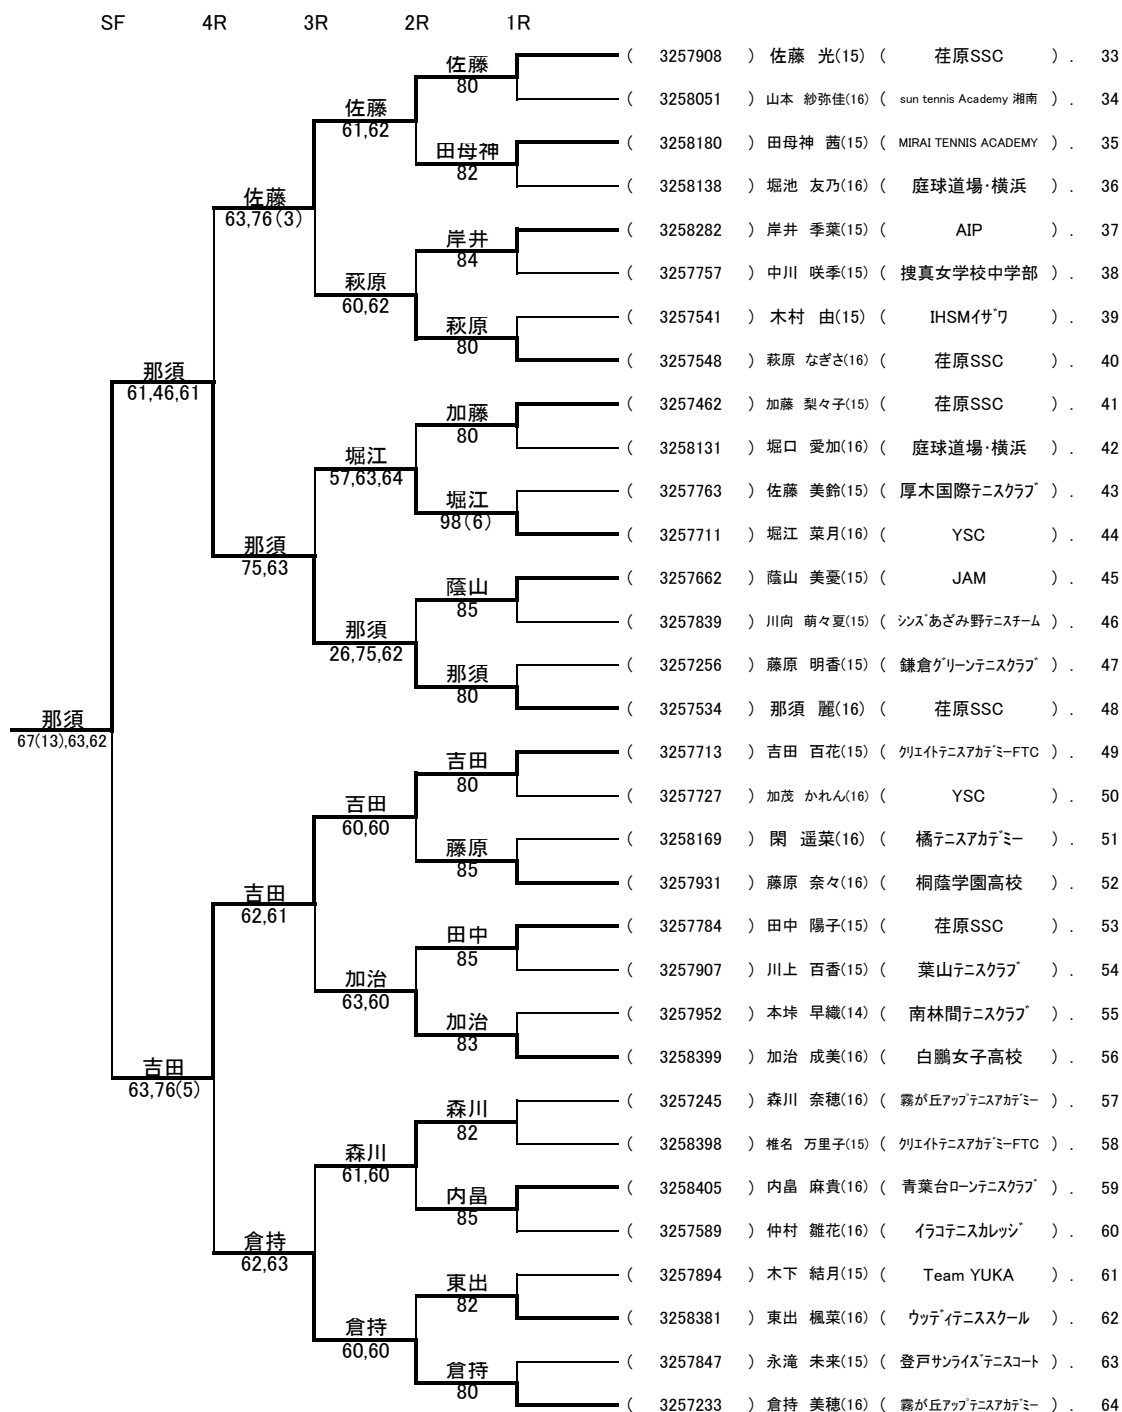 SF 4R 3R 2R 1R
( 3257908 ) 佐藤 光(15) ( 荏原SSC ) . 33
佐藤
80
( 3258051 ) 山本 紗弥佳(16) ( sun tennis Academy 湘南 ) . 34
佐藤
61,62
( 3258180 ) 田母神 茜(15) ( MIRAI TENNIS ACADEMY ) . 35
田母神
82
( 3258138 ) 堀池 友乃(16) ( 庭球道場・横浜 ) . 36
佐藤
63,76(3)
( 3258282 ) 岸井 季葉(15) ( AIP ) . 37
岸井
84
( 3257757 ) 中川 咲季(15) ( 捜真女学校中学部 ) . 38
萩原
60,62
( 3257541 ) 木村 由(15) ( IHSMイザワ ) . 39
萩原
80
( 3257548 ) 萩原 なぎさ(16) ( 荏原SSC ) . 40
那須
61,46,61
( 3257462 ) 加藤 梨々子(15) ( 荏原SSC ) . 41
加藤
80
( 3258131 ) 堀口 愛加(16) ( 庭球道場・横浜 ) . 42
堀江
57,63,64
( 3257763 ) 佐藤 美鈴(15) ( 厚木国際テニスクラブ ) . 43
堀江
98(6)
( 3257711 ) 堀江 菜月(16) ( YSC ) . 44
那須
75,63
( 3257662 ) 蔭山 美憂(15) ( JAM ) . 45
蔭山
85
( 3257839 ) 川向 萌々夏(15) ( シンズあざみ野テニスチーム ) . 46
那須
26,75,62
( 3257256 ) 藤原 明香(15) ( 鎌倉グリーンテニスクラブ ) . 47
那須
80
( 3257534 ) 那須 麗(16) ( 荏原SSC ) . 48
那須
67(13),63,62
( 3257713 ) 吉田 百花(15) ( クリエイトテニスアカデミーFTC ) . 49
吉田
80
( 3257727 ) 加茂 かれん(16) ( YSC ) . 50
吉田
60,60
( 3258169 ) 閑 遥菜(16) ( 橘テニスアカデミー ) . 51
藤原
85
( 3257931 ) 藤原 奈々(16) ( 桐蔭学園高校 ) . 52
吉田
62,61
( 3257784 ) 田中 陽子(15) ( 荏原SSC ) . 53
田中
85
( 3257907 ) 川上 百香(15) ( 葉山テニスクラブ ) . 54
加治
63,60
( 3257952 ) 本垰 早織(14) ( 南林間テニスクラブ ) . 55
加治
83
( 3258399 ) 加治 成美(16) ( 白鵬女子高校 ) . 56
吉田
63,76(5)
( 3257245 ) 森川 奈穂(16) ( 霧が丘アップテニスアカデミー ) . 57
森川
82
( 3258398 ) 椎名 万里子(15) ( クリエイトテニスアカデミーFTC ) . 58
森川
61,60
( 3258405 ) 内畠 麻貴(16) ( 青葉台ローンテニスクラブ ) . 59
内畠
85
( 3257589 ) 仲村 雛花(16) ( イラコテニスカレッジ ) . 60
倉持
62,63
( 3257894 ) 木下 結月(15) ( Team YUKA ) . 61
東出
82
( 3258381 ) 東出 楓菜(16) ( ウッディテニススクール ) . 62
倉持
60,60
( 3257847 ) 永滝 未来(15) ( 登戸サンライズテニスコート ) . 63
倉持
80
( 3257233 ) 倉持 美穂(16) ( 霧が丘アップテニスアカデミー ) . 64